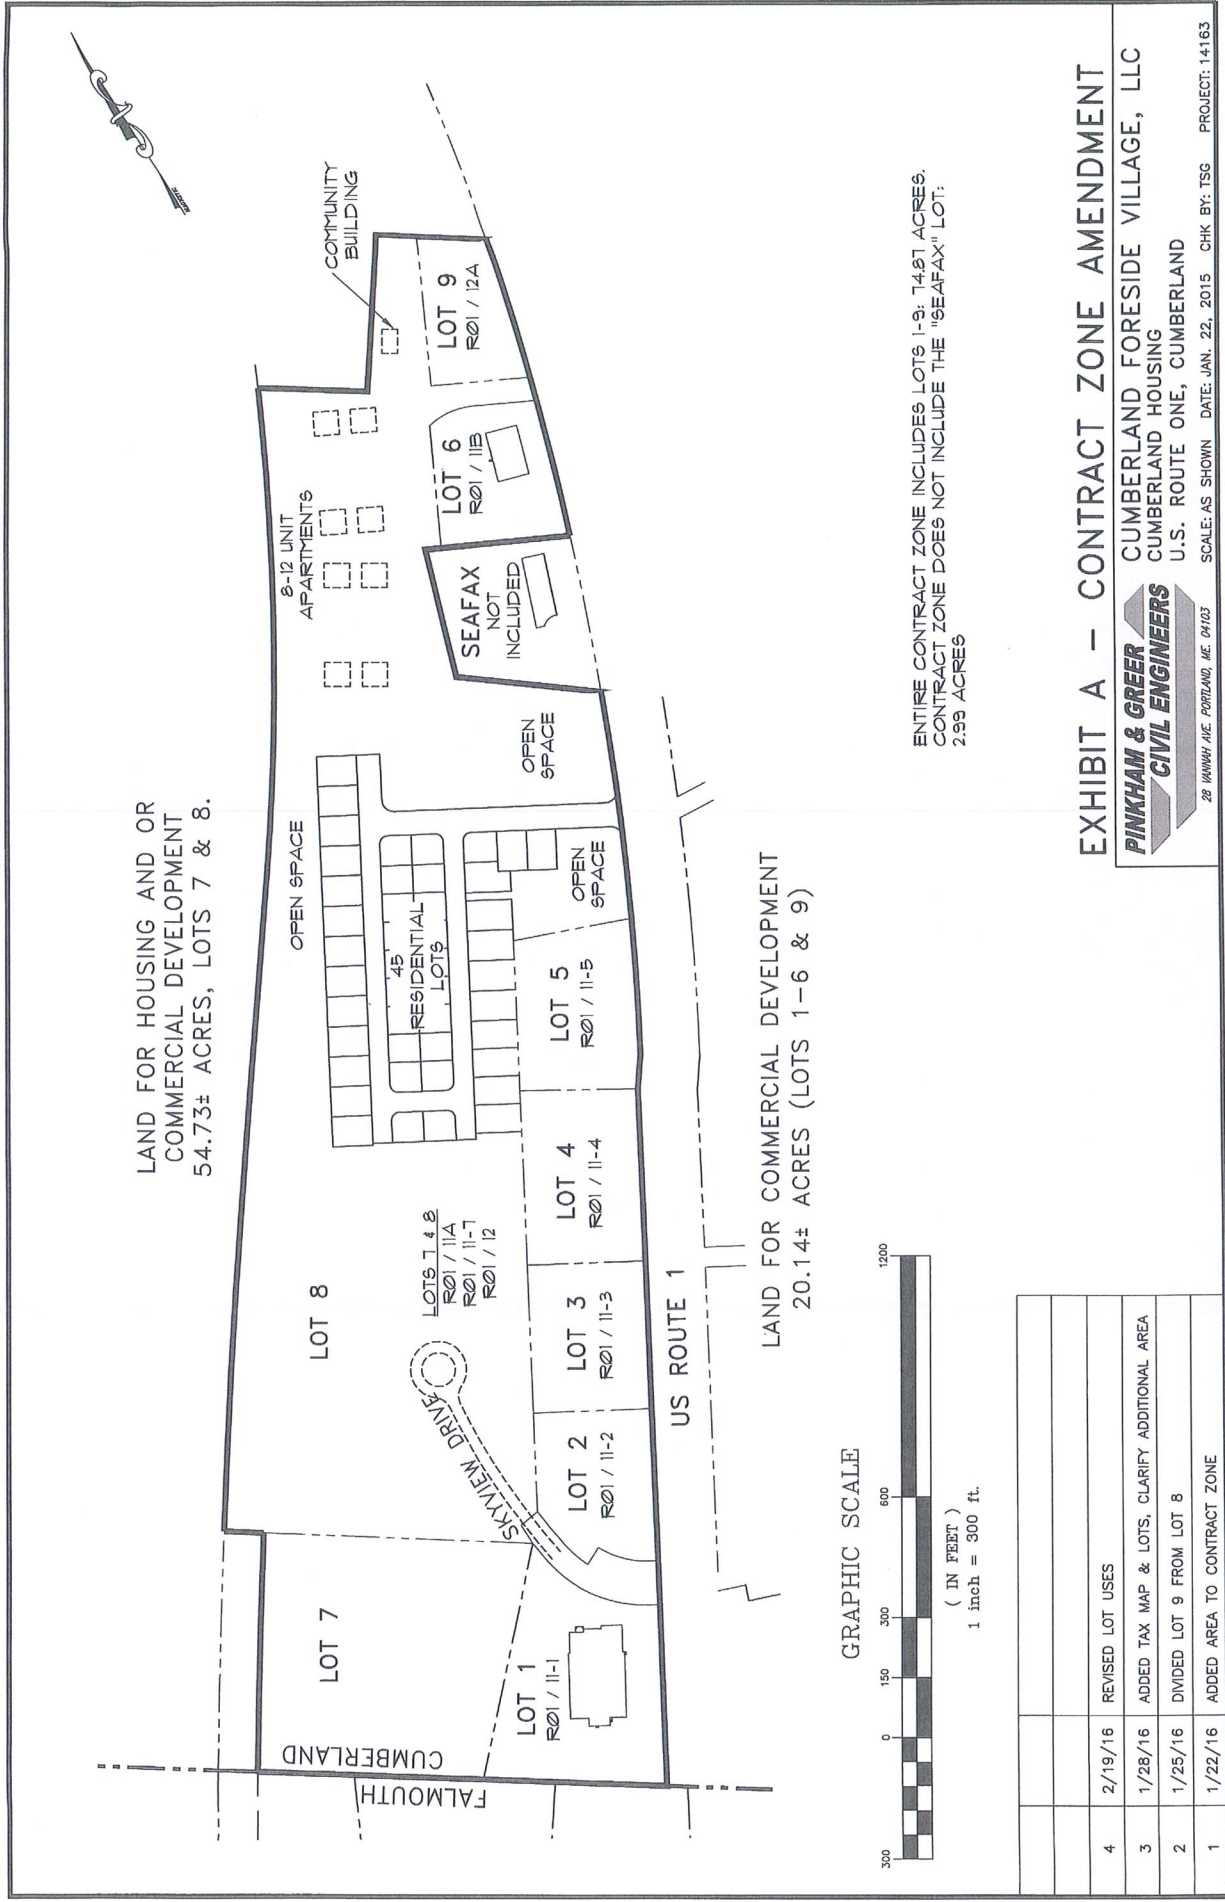 LAND FOR HOUSING AND OR
COMMERCIAL DEVELOPMENT
54.73± ACRES, LOTS 7 & 8.
COMMUNITY
BUILDING
8-12 UNIT
APARTMENTS
OPEN SPACE
LOT 7
LOT 8
LOTS 7 & 8
R01 / 11A
R01 / 11-7
R01 / 12
SKYVIEW DRIVE
45
RESIDENTIAL
LOTS
OPEN
SPACE
OPEN
SPACE
SEAFAX
NOT
INCLUDED
LOT 6
R01 / 11B
LOT 9
R01 / 12A
CUMBERLAND
FALMOUTH
LOT 1
R01 / 11-1
LOT 2
R01 / 11-2
LOT 3
R01 / 11-3
LOT 4
R01 / 11-4
LOT 5
R01 / 11-5
US ROUTE 1
LAND FOR COMMERCIAL DEVELOPMENT
20.14± ACRES (LOTS 1-6 & 9)
ENTIRE CONTRACT ZONE INCLUDES LOTS 1-9: 74.87 ACRES.
CONTRACT ZONE DOES NOT INCLUDE THE "SEAFAX" LOT:
2.99 ACRES
GRAPHIC SCALE
300 0 150 300 600 1200
( IN FEET )
1 inch = 300 ft.
4 2/19/16 REVISED LOT USES
3 1/28/16 ADDED TAX MAP & LOTS, CLARIFY ADDITIONAL AREA
2 1/25/16 DIVIDED LOT 9 FROM LOT 8
1 1/22/16 ADDED AREA TO CONTRACT ZONE
EXHIBIT A - CONTRACT ZONE AMENDMENT
PINKHAM & GREER
CIVIL ENGINEERS
28 VANNAH AVE. PORTLAND, ME. 04103
CUMBERLAND FORESIDE VILLAGE, LLC
CUMBERLAND HOUSING
U.S. ROUTE ONE, CUMBERLAND
SCALE: AS SHOWN DATE: JAN. 22, 2015 CHK BY: TSG PROJECT: 14163